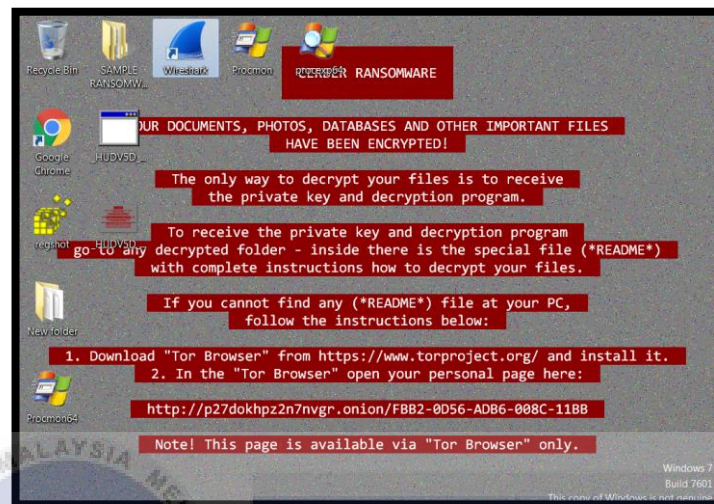 Recycle Bin
SAMPLE
RANSOMW...
Wireshark
Procmon
procexp64
CERBER RANSOMWARE
Google
Chrome
_HUDVSD_...
YOUR DOCUMENTS, PHOTOS, DATABASES AND OTHER IMPORTANT FILES
HAVE BEEN ENCRYPTED!
The only way to decrypt your files is to receive
the private key and decryption program.
regshot
_HUDVSD_...
To receive the private key and decryption program
go to any decrypted folder - inside there is the special file (*README*)
with complete instructions how to decrypt your files.
If you cannot find any (*README*) file at your PC,
follow the instructions below:
New folder
1. Download "Tor Browser" from https://www.torproject.org/ and install it.
2. In the "Tor Browser" open your personal page here:
http://p27dokhpz2n7nvgr.onion/FBB2-0D56-ADB6-008C-11BB
Procmon64
Note! This page is available via "Tor Browser" only.
MALAYSIA
Windows 7
Build 7601
This copy of Windows is not genuine